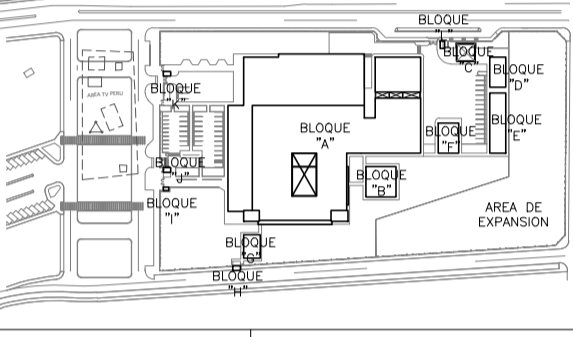 BLOQUE
"L"
BLOQUE
"C"
BLOQUE
"D"
BLOQUE
"K"
AREA TV PERU
BLOQUE
"A"
BLOQUE
"E"
BLOQUE
"F"
BLOQUE
"J"
BLOQUE
"B"
BLOQUE
"I"
AREA DE
EXPANSION
BLOQUE
"G"
BLOQUE
"H"